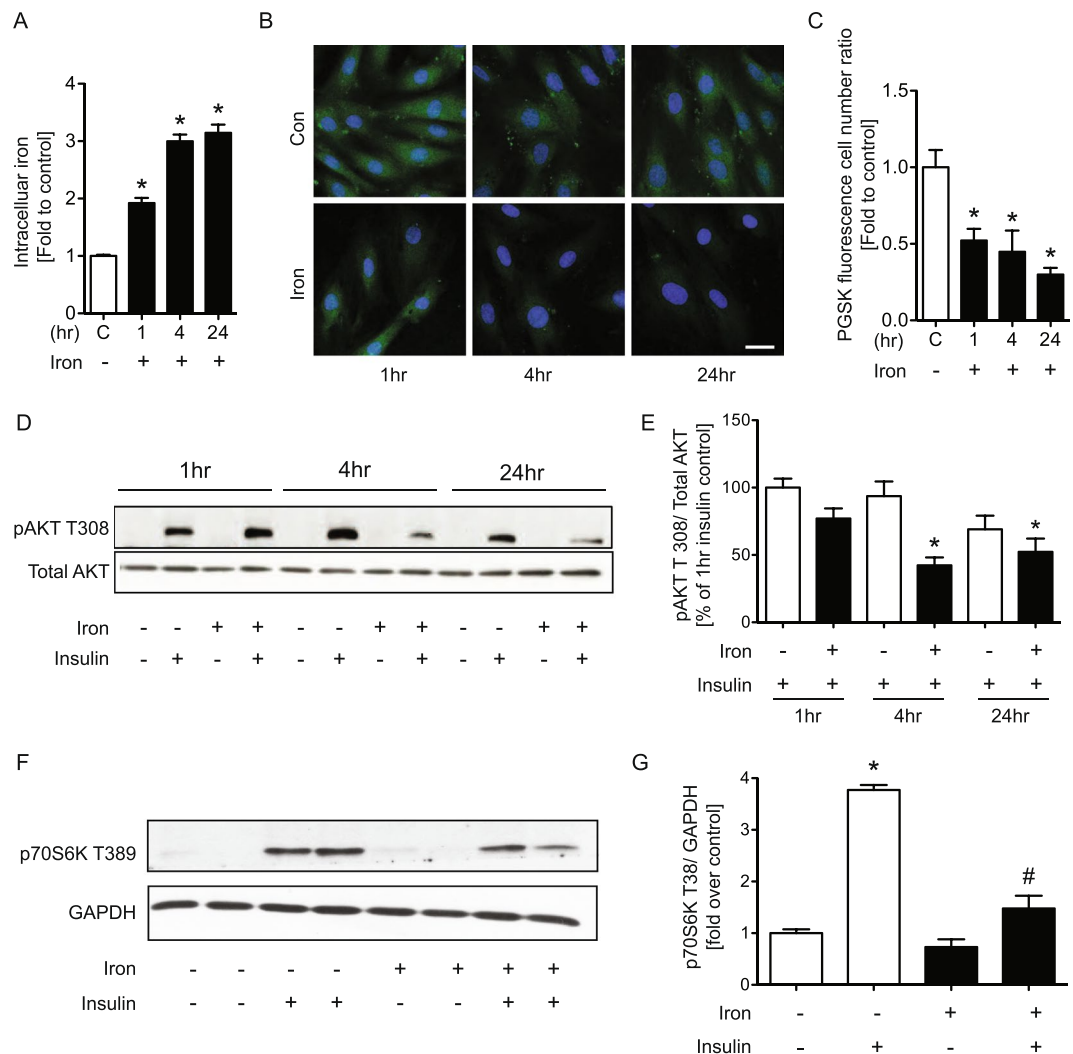 A
Intracelluar iron
[Fold to control]
4
3
2
1
0
* * *
(hr) C 1 4 24
Iron - + + +
B
Con
Iron
1hr 4hr 24hr
C
PGSK fluorescence cell number ratio
[Fold to control]
1.5
1.0
0.5
0.0
* * *
(hr) C 1 4 24
Iron - + + +
D
1hr 4hr 24hr
pAKT T308
Total AKT
Iron - - + + - - + + - - + +
Insulin - + - + - + - + - + - +
E
pAKT T 308/ Total AKT
[% of 1hr insulin control]
150
100
50
0
* *
Iron - + - + - +
Insulin + + + + + +
1hr 4hr 24hr
F
p70S6K T389
GAPDH
Iron - - - - + + + +
Insulin - - + + - - + +
G
p70S6K T38/ GAPDH
[fold over control]
4
3
2
1
0
* #
Iron - - + +
Insulin - + - +